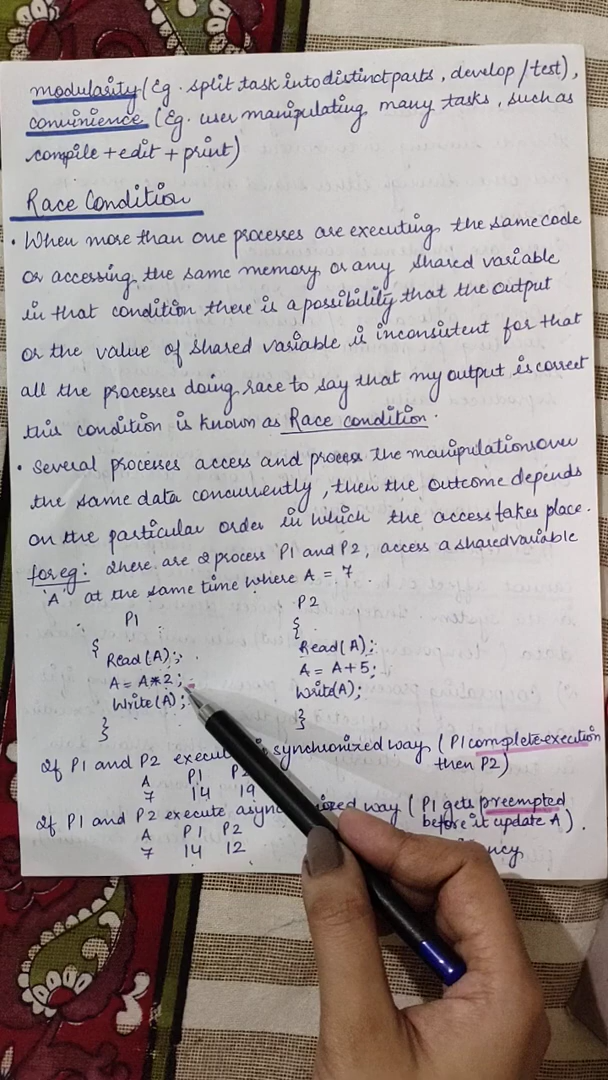 modularity (Eg. split task into distinct parts, develop/test),
convinience (Eg. user manipulating many tasks, such as
compile + edit + print)
Race Condition
• When more than one processes are executing the same code
or accessing the same memory or any shared variable
in that condition there is a possibility that the output
or the value of shared variable is inconsistent for that
all the processes doing race to say that my output is correct
this condition is known as Race condition.
• Several processes access and process the manipulations over
the same data concurrently, then the outcome depends
on the particular order in which the access takes place.
for eg: there are 2 process P1 and P2, access a shared variable
'A' at the same time where A = 7.
P1 P2
{ {
Read(A); Read(A);
A = A*2; A = A+5;
Write(A); Write(A);
} }
If P1 and P2 execute synchronized way (P1 complete execution
then P2)
A P1 P2
7 14 19
If P1 and P2 execute way (P1 gets preempted
before it update A).
A P1 P2
7 14 12